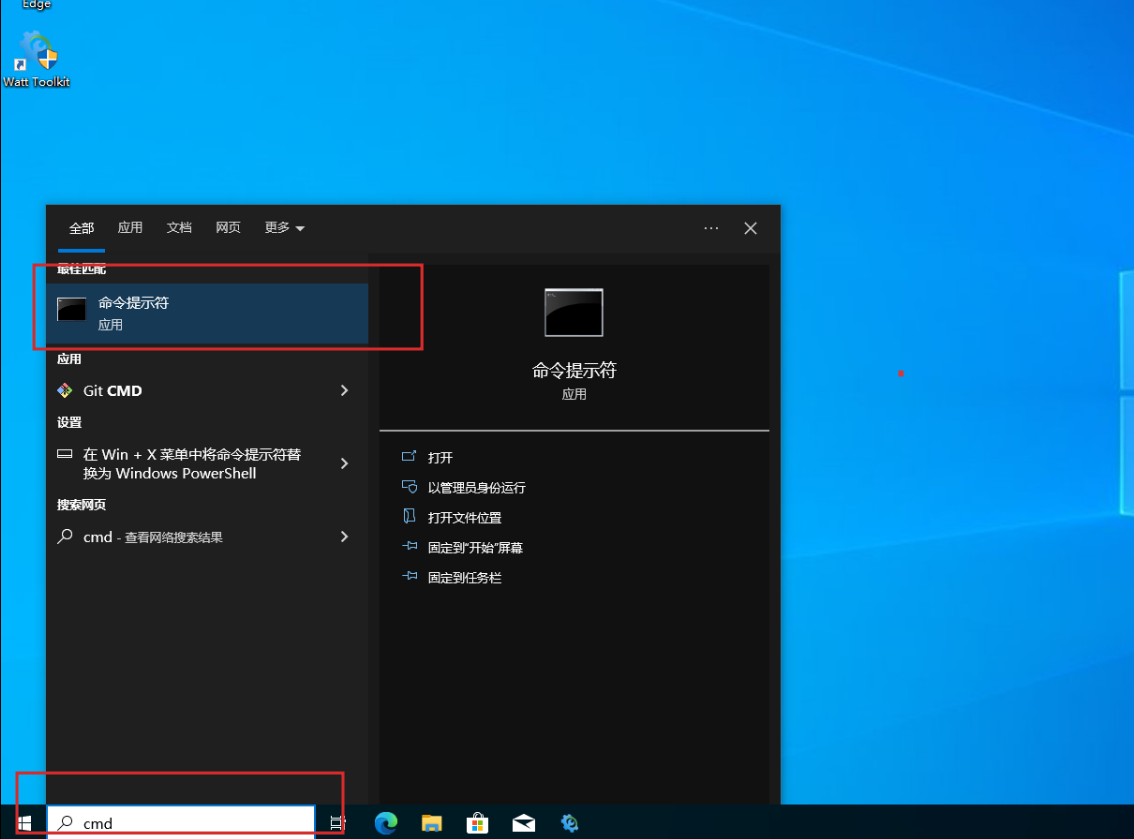 Edge
Watt Toolkit
全部 应用 文档 网页 更多
最佳匹配
命令提示符
应用
应用
Git CMD
设置
在 Win + X 菜单中将命令提示符替
换为 Windows PowerShell
搜索网页
cmd - 查看网络搜索结果
命令提示符
应用
打开
以管理员身份运行
打开文件位置
固定到"开始"屏幕
固定到任务栏
cmd